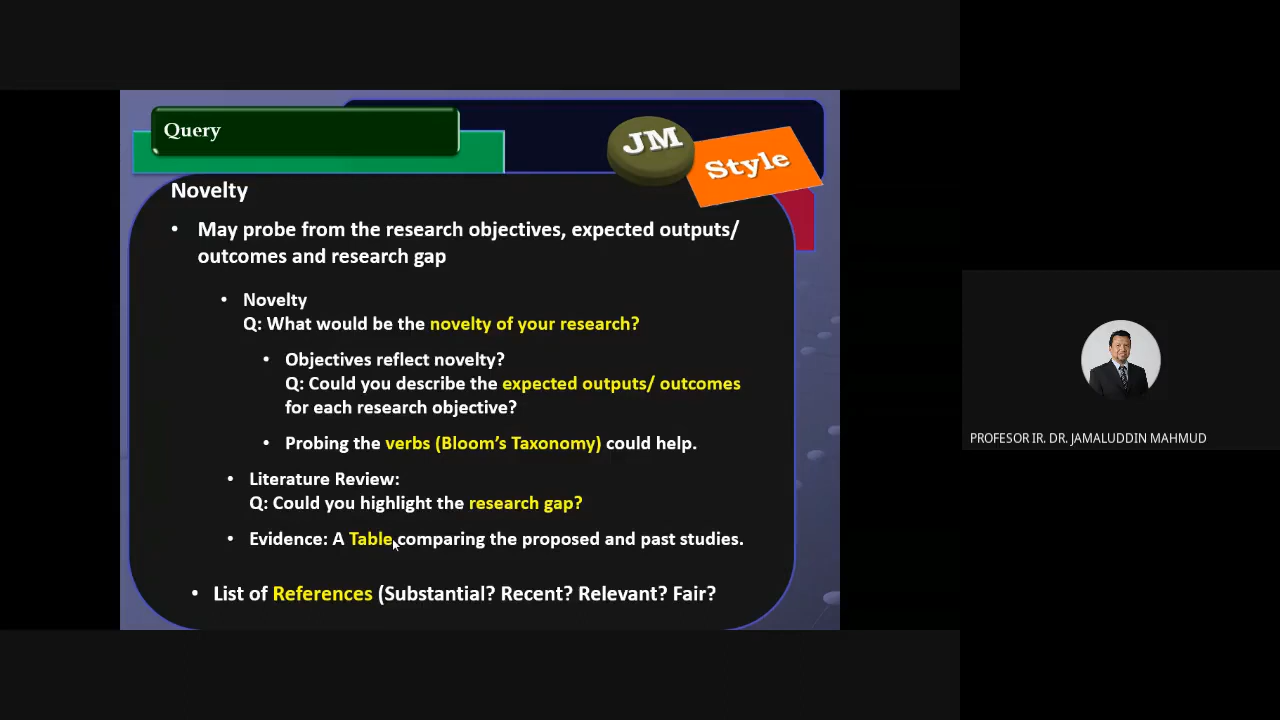 Query
JM
Style
Novelty
• May probe from the research objectives, expected outputs/
outcomes and research gap
• Novelty
Q: What would be the novelty of your research?
• Objectives reflect novelty?
Q: Could you describe the expected outputs/ outcomes
for each research objective?
• Probing the verbs (Bloom's Taxonomy) could help.
• Literature Review:
Q: Could you highlight the research gap?
• Evidence: A Table comparing the proposed and past studies.
• List of References (Substantial? Recent? Relevant? Fair?
PROFESOR IR. DR. JAMALUDDIN MAHMUD